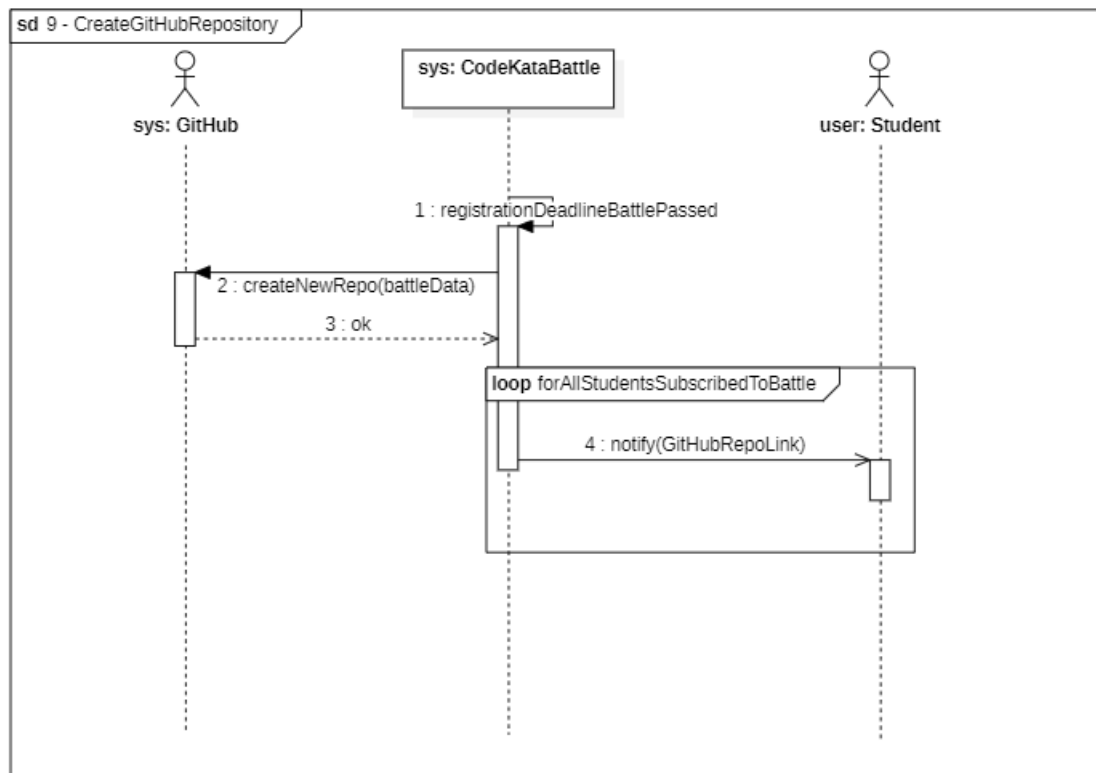 sd 9 - CreateGitHubRepository
sys: GitHub
sys: CodeKataBattle
user: Student
1 : registrationDeadlineBattlePassed
2 : createNewRepo(battleData)
3 : ok
loop forAllStudentsSubscribedToBattle
4 : notify(GitHubRepoLink)